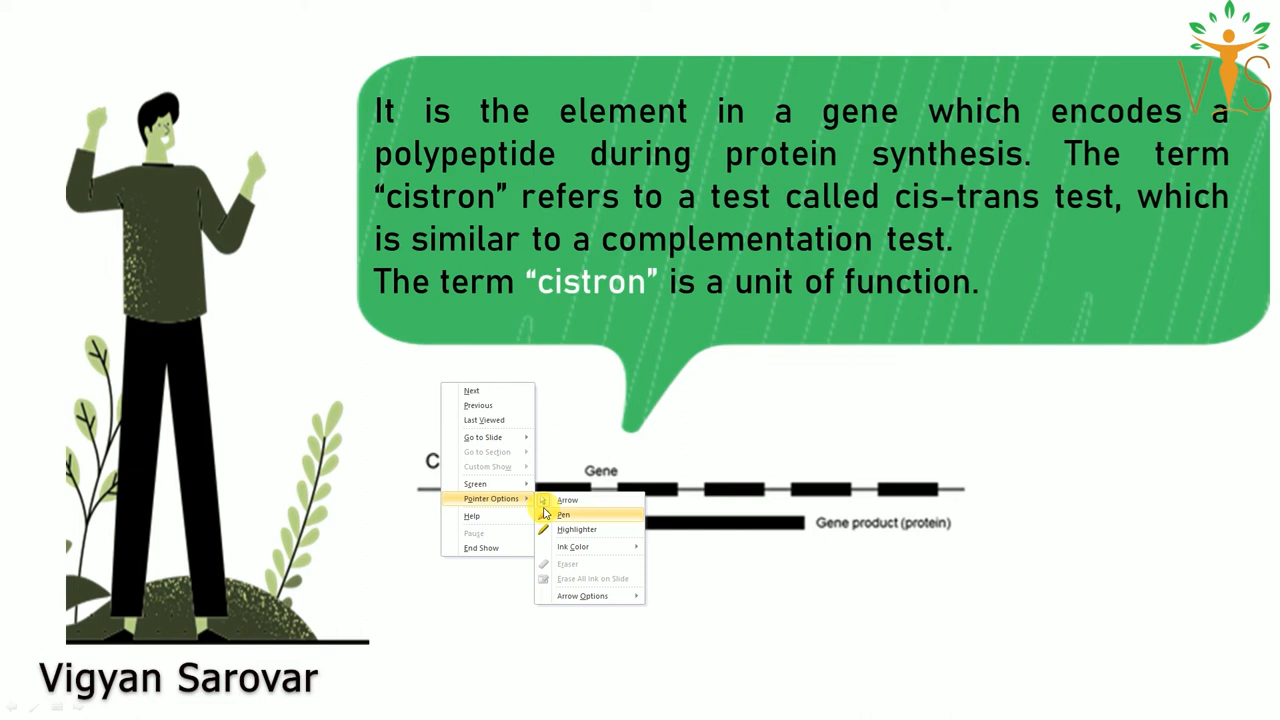 VIS
It is the element in a gene which encodes a
polypeptide during protein synthesis. The term
“cistron” refers to a test called cis-trans test, which
is similar to a complementation test.
The term “cistron” is a unit of function.
Next
Previous
Last Viewed
Go to Slide
Go to Section
Custom Show
Screen
Pointer Options
Help
Pause
End Show
Arrow
Pen
Highlighter
Ink Color
Eraser
Erase All Ink on Slide
Arrow Options
C
Gene
Gene product (protein)
Vigyan Sarovar